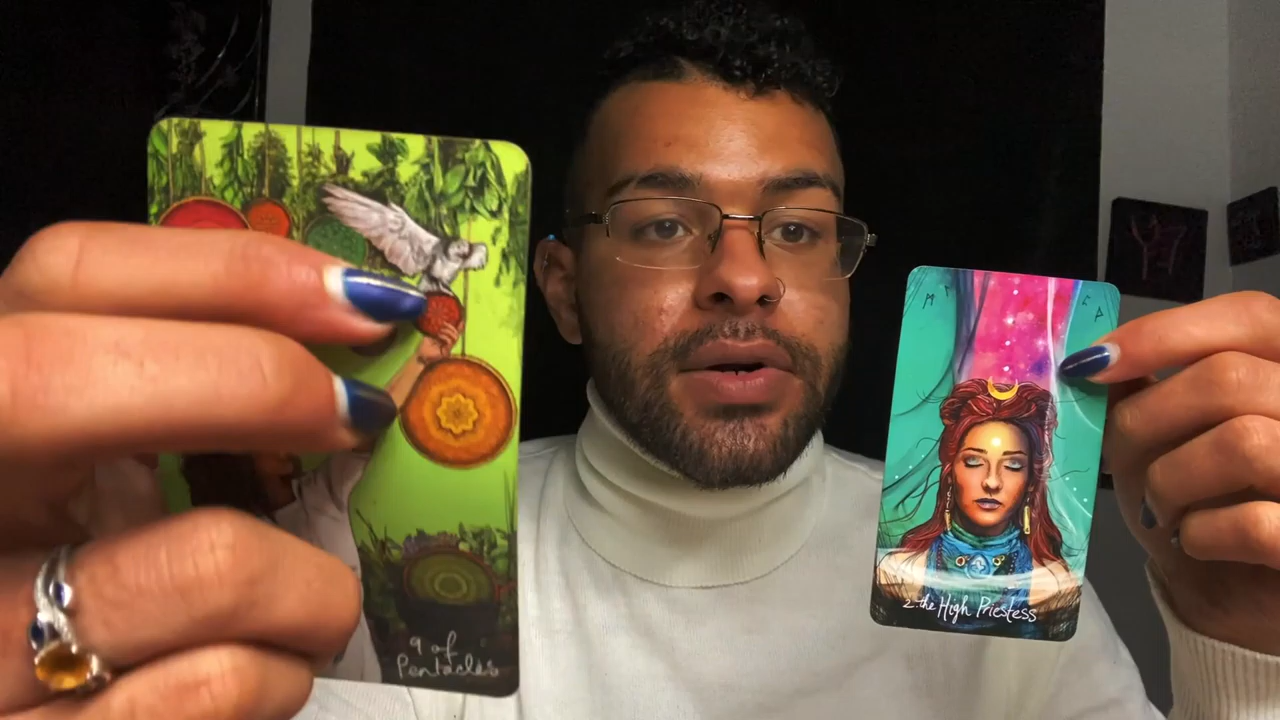 9 of
Pentacles
2. the High Priestess